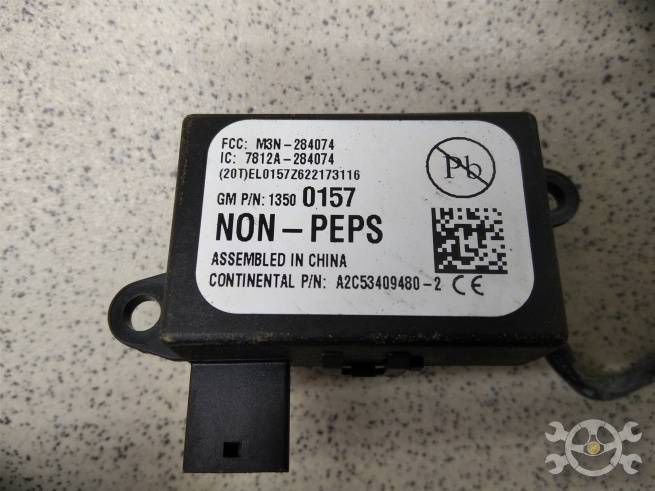 FCC: M3N-284074
IC: 7812A-284074
(20T)EL0157Z622173116
GM P/N: 1350 0157
NON-PEPS
ASSEMBLED IN CHINA
CONTINENTAL P/N: A2C53409480-2 CE
Pb